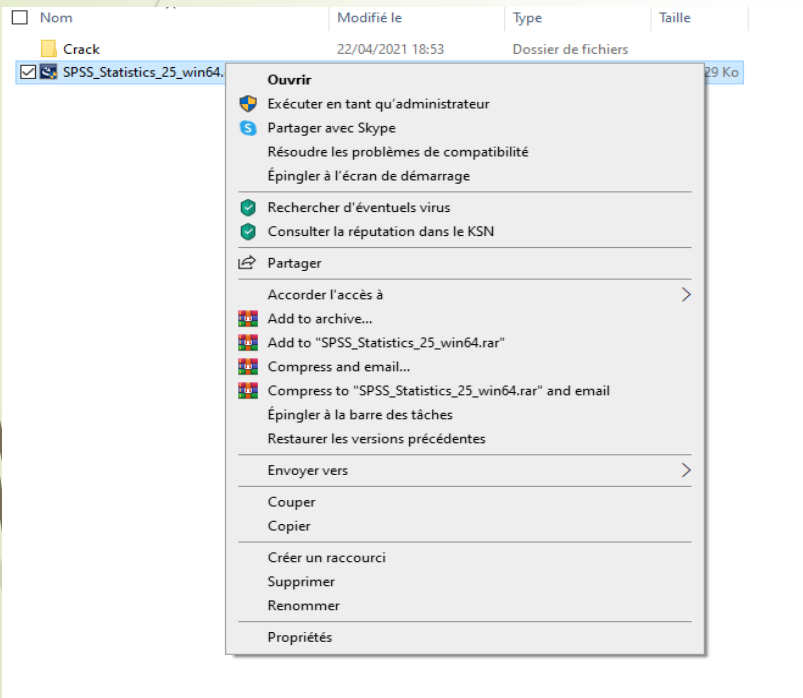 Nom Modifié le Type Taille
Crack 22/04/2021 18:53 Dossier de fichiers
SPSS_Statistics_25_win64. 29 Ko
Ouvrir
Exécuter en tant qu'administrateur
Partager avec Skype
Résoudre les problèmes de compatibilité
Épingler à l'écran de démarrage
Rechercher d'éventuels virus
Consulter la réputation dans le KSN
Partager
Accorder l'accès à
Add to archive...
Add to "SPSS_Statistics_25_win64.rar"
Compress and email...
Compress to "SPSS_Statistics_25_win64.rar" and email
Épingler à la barre des tâches
Restaurer les versions précédentes
Envoyer vers
Couper
Copier
Créer un raccourci
Supprimer
Renommer
Propriétés